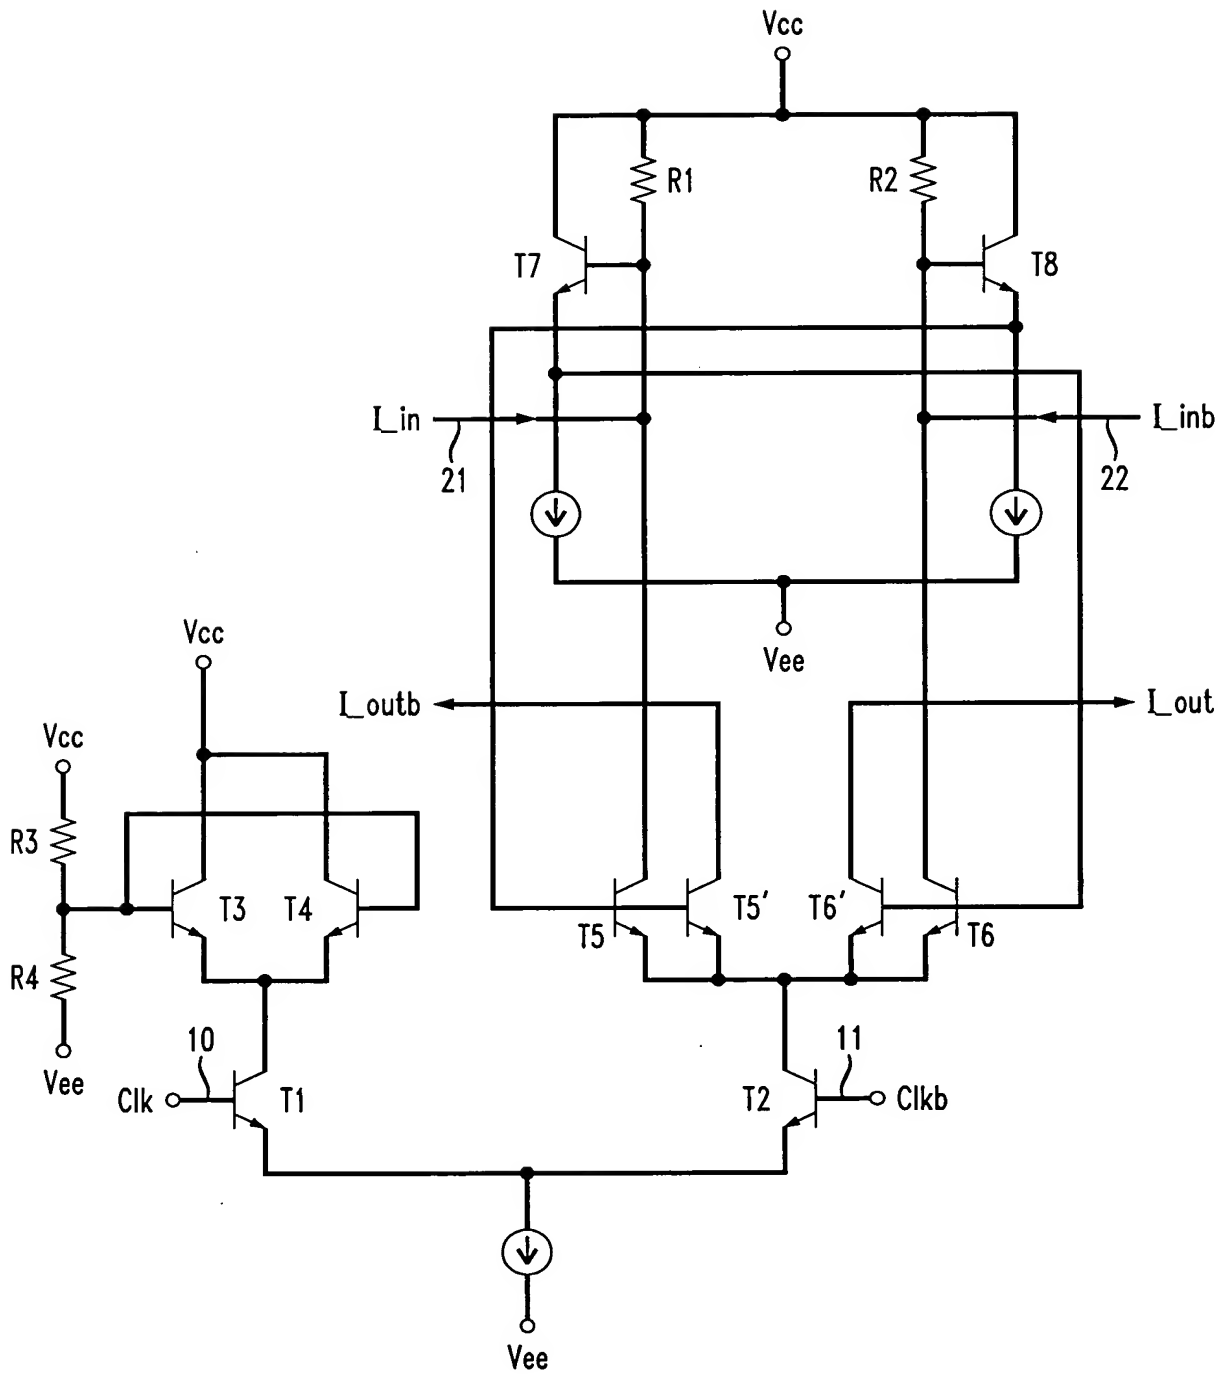 Vcc
R1
R2
T7
T8
I_in
I_inb
21
22
Vcc
Vee
I_outb
I_out
Vcc
R3
T3
T4
T5'
T6'
T5
T6
R4
10
11
Vee
Clk
T1
T2
Clkb
Vee